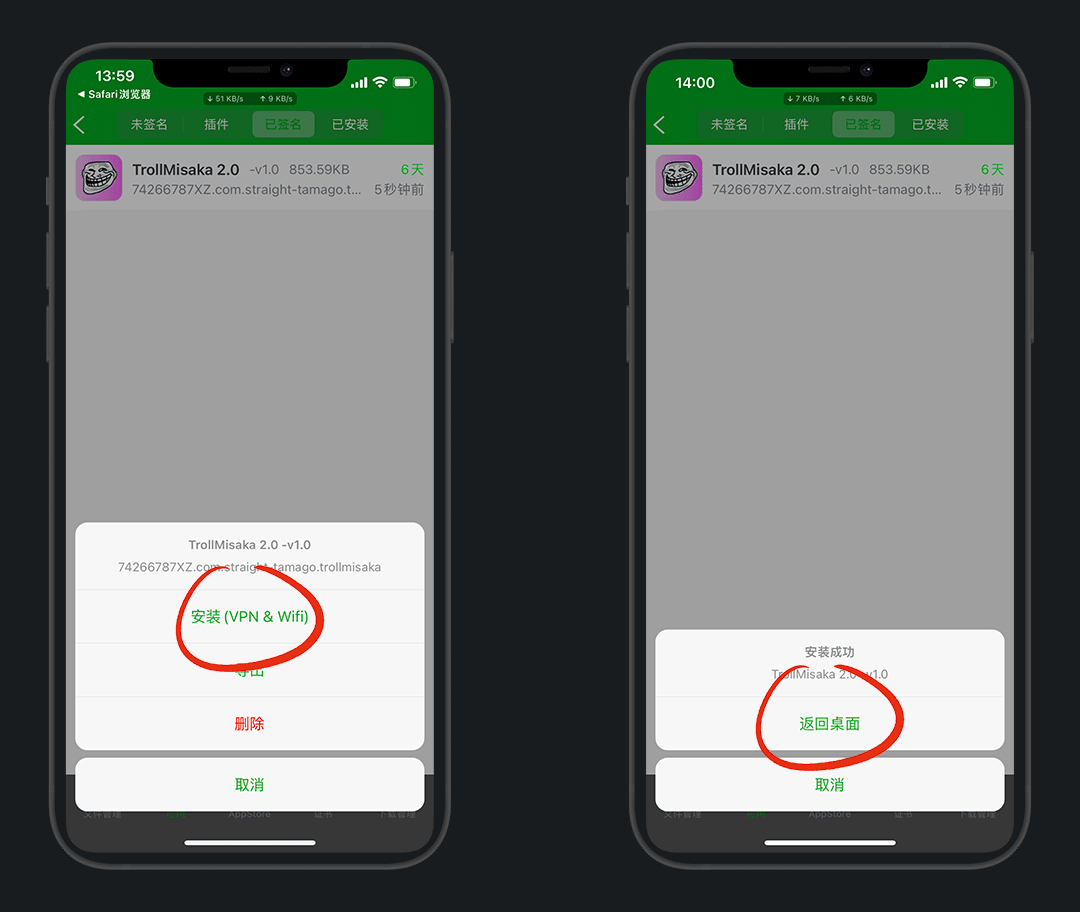 13:59
◀ Safari浏览器
↓ 51 KB/s ↑ 9 KB/s
未签名 插件 已签名 已安装
TrollMisaka 2.0 -v1.0 853.59KB 6天
74266787XZ.com.straight-tamago.t... 5秒钟前
TrollMisaka 2.0 -v1.0
74266787XZ.com.straight-tamago.trollmisaka
安装 (VPN & Wifi)
导出
删除
取消
文件管理 AppStore 证书 下载管理
14:00
↓ 7 KB/s ↑ 6 KB/s
未签名 插件 已签名 已安装
TrollMisaka 2.0 -v1.0 853.59KB 6天
74266787XZ.com.straight-tamago.t... 5秒钟前
安装成功
TrollMisaka 2.0 -v1.0
返回桌面
取消
文件管理 AppStore 证书 下载管理